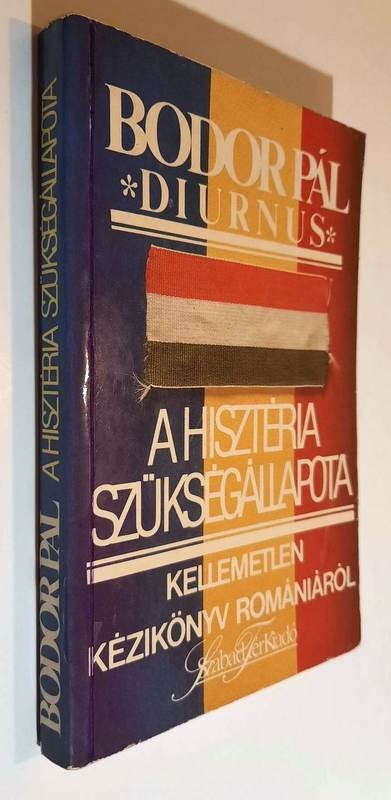 BODOR PÁL
*DIURNUS*
A HISZTÉRIA
SZÜKSÉGÁLLAPOTA
KELLEMETLEN
KÉZIKÖNYV ROMÁNIÁRÓL
Szabad Tér Kiadó
BODOR PÁL A HISZTÉRIA SZÜKSÉGÁLLAPOTA